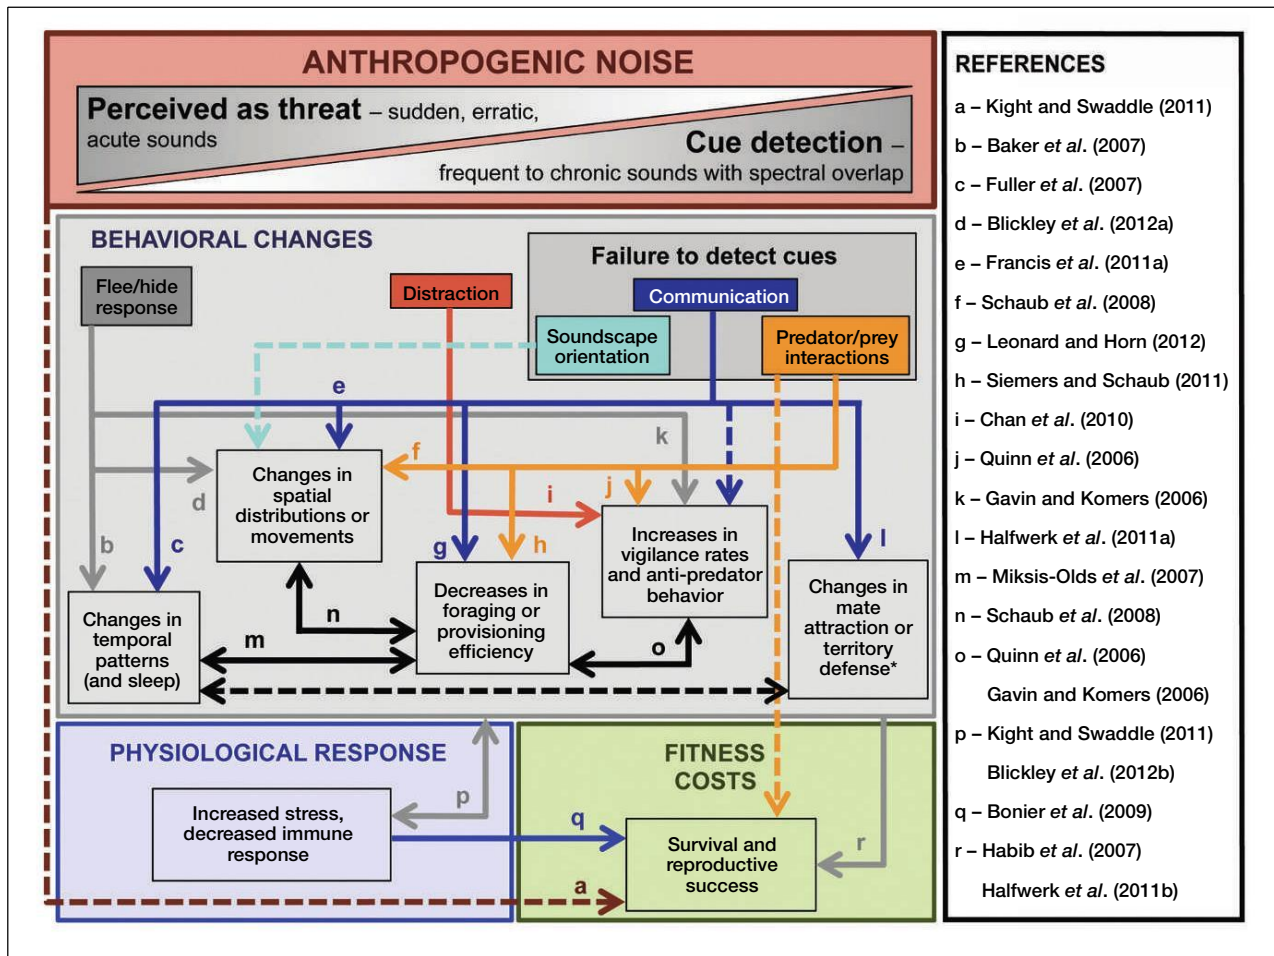 ANTHROPOGENIC NOISE
Perceived as threat – sudden, erratic,
acute sounds
Cue detection –
frequent to chronic sounds with spectral overlap
BEHAVIORAL CHANGES
Flee/hide
response
Distraction
Failure to detect cues
Communication
Soundscape
orientation
Predator/prey
interactions
e
k
f
d
i
j
b
c
g
h
l
Changes in
spatial
distributions or
movements
Increases in
vigilance rates
and anti-predator
behavior
Decreases in
foraging or
provisioning
efficiency
Changes in
mate
attraction or
territory
defense*
Changes in
temporal
patterns
(and sleep)
n
m
o
PHYSIOLOGICAL RESPONSE
Increased stress,
decreased immune
response
p
q
a
FITNESS
COSTS
Survival and
reproductive
success
r
REFERENCES
a – Kight and Swaddle (2011)
b – Baker et al. (2007)
c – Fuller et al. (2007)
d – Blickley et al. (2012a)
e – Francis et al. (2011a)
f – Schaub et al. (2008)
g – Leonard and Horn (2012)
h – Siemers and Schaub (2011)
i – Chan et al. (2010)
j – Quinn et al. (2006)
k – Gavin and Komers (2006)
l – Halfwerk et al. (2011a)
m – Miksis-Olds et al. (2007)
n – Schaub et al. (2008)
o – Quinn et al. (2006)
Gavin and Komers (2006)
p – Kight and Swaddle (2011)
Blickley et al. (2012b)
q – Bonier et al. (2009)
r – Habib et al. (2007)
Halfwerk et al. (2011b)